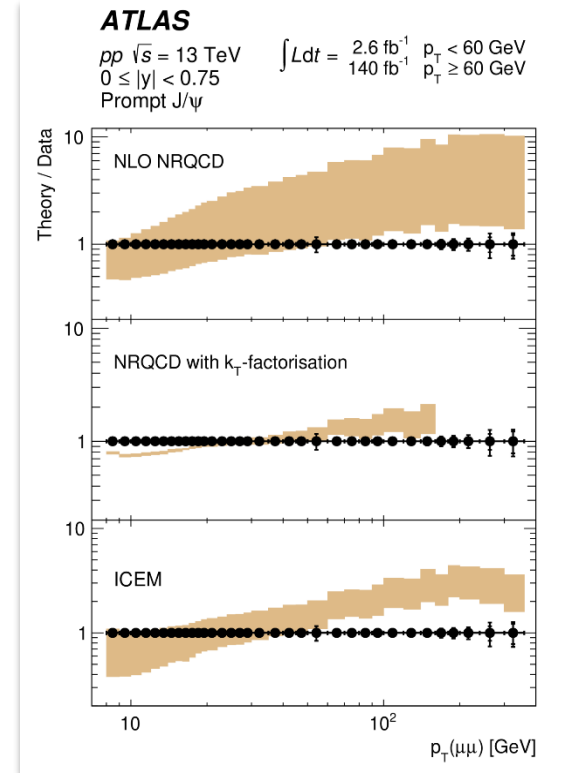 ATLAS
pp √s = 13 TeV
0 ≤ |y| < 0.75
Prompt J/ψ
∫Ldt = 2.6 fb⁻¹ p_T < 60 GeV
140 fb⁻¹ p_T ≥ 60 GeV
Theory / Data
10
NLO NRQCD
1
10
NRQCD with k_T-factorisation
1
10
ICEM
1
10 10²
p_T(μμ) [GeV]